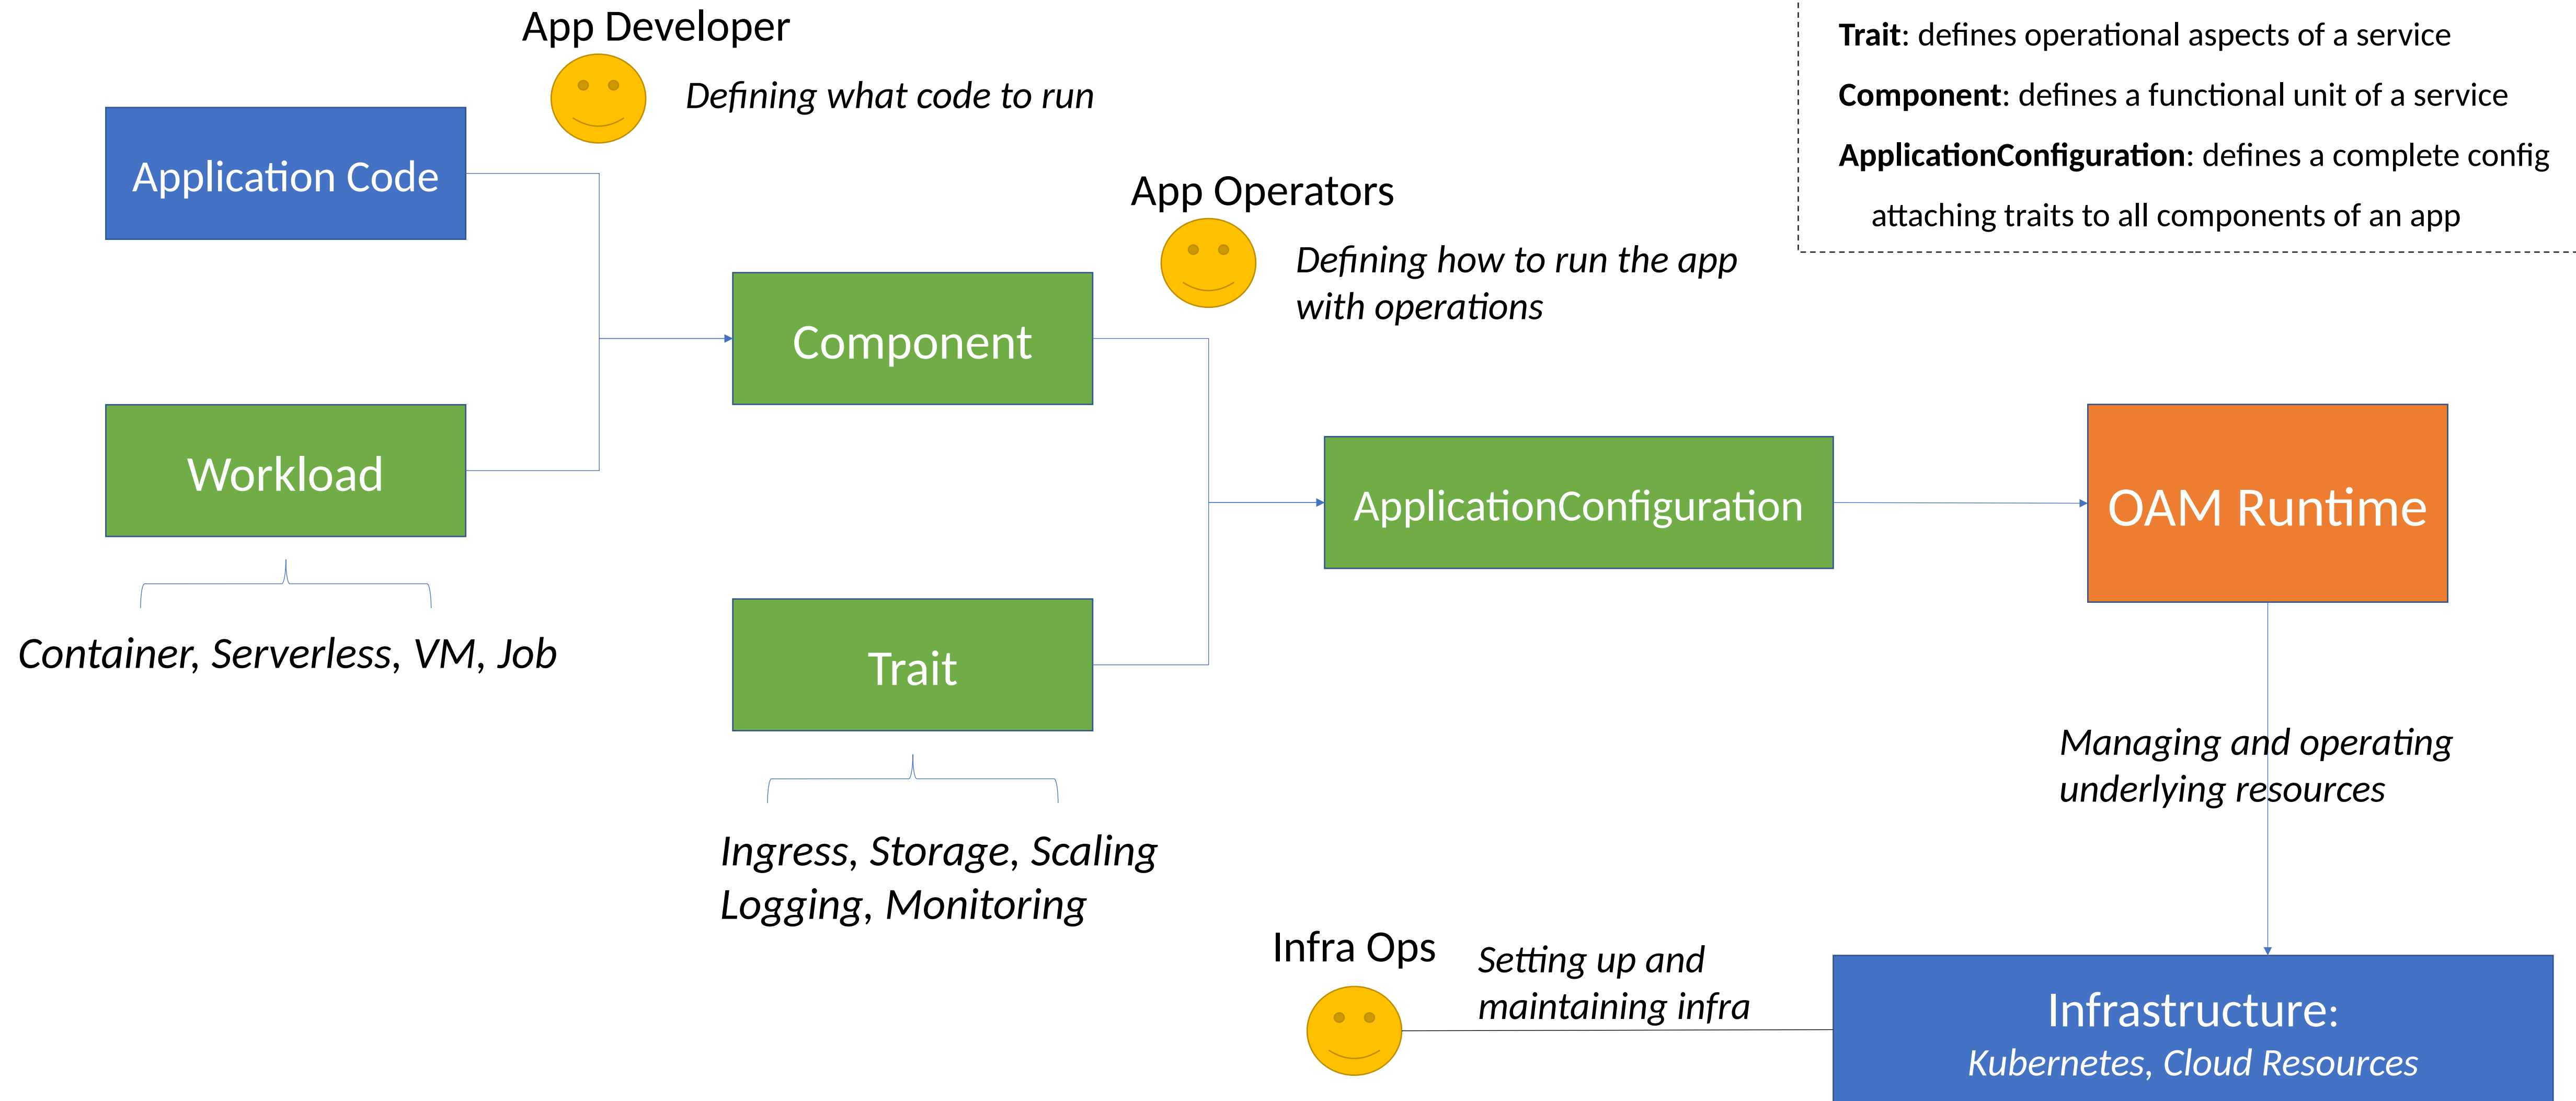 App Developer
Defining what code to run
Trait: defines operational aspects of a service
Component: defines a functional unit of a service
ApplicationConfiguration: defines a complete config
attaching traits to all components of an app
Application Code
App Operators
Defining how to run the app
with operations
Component
Workload
ApplicationConfiguration
OAM Runtime
Container, Serverless, VM, Job
Trait
Managing and operating
underlying resources
Ingress, Storage, Scaling
Logging, Monitoring
Infra Ops
Setting up and
maintaining infra
Infrastructure:
Kubernetes, Cloud Resources